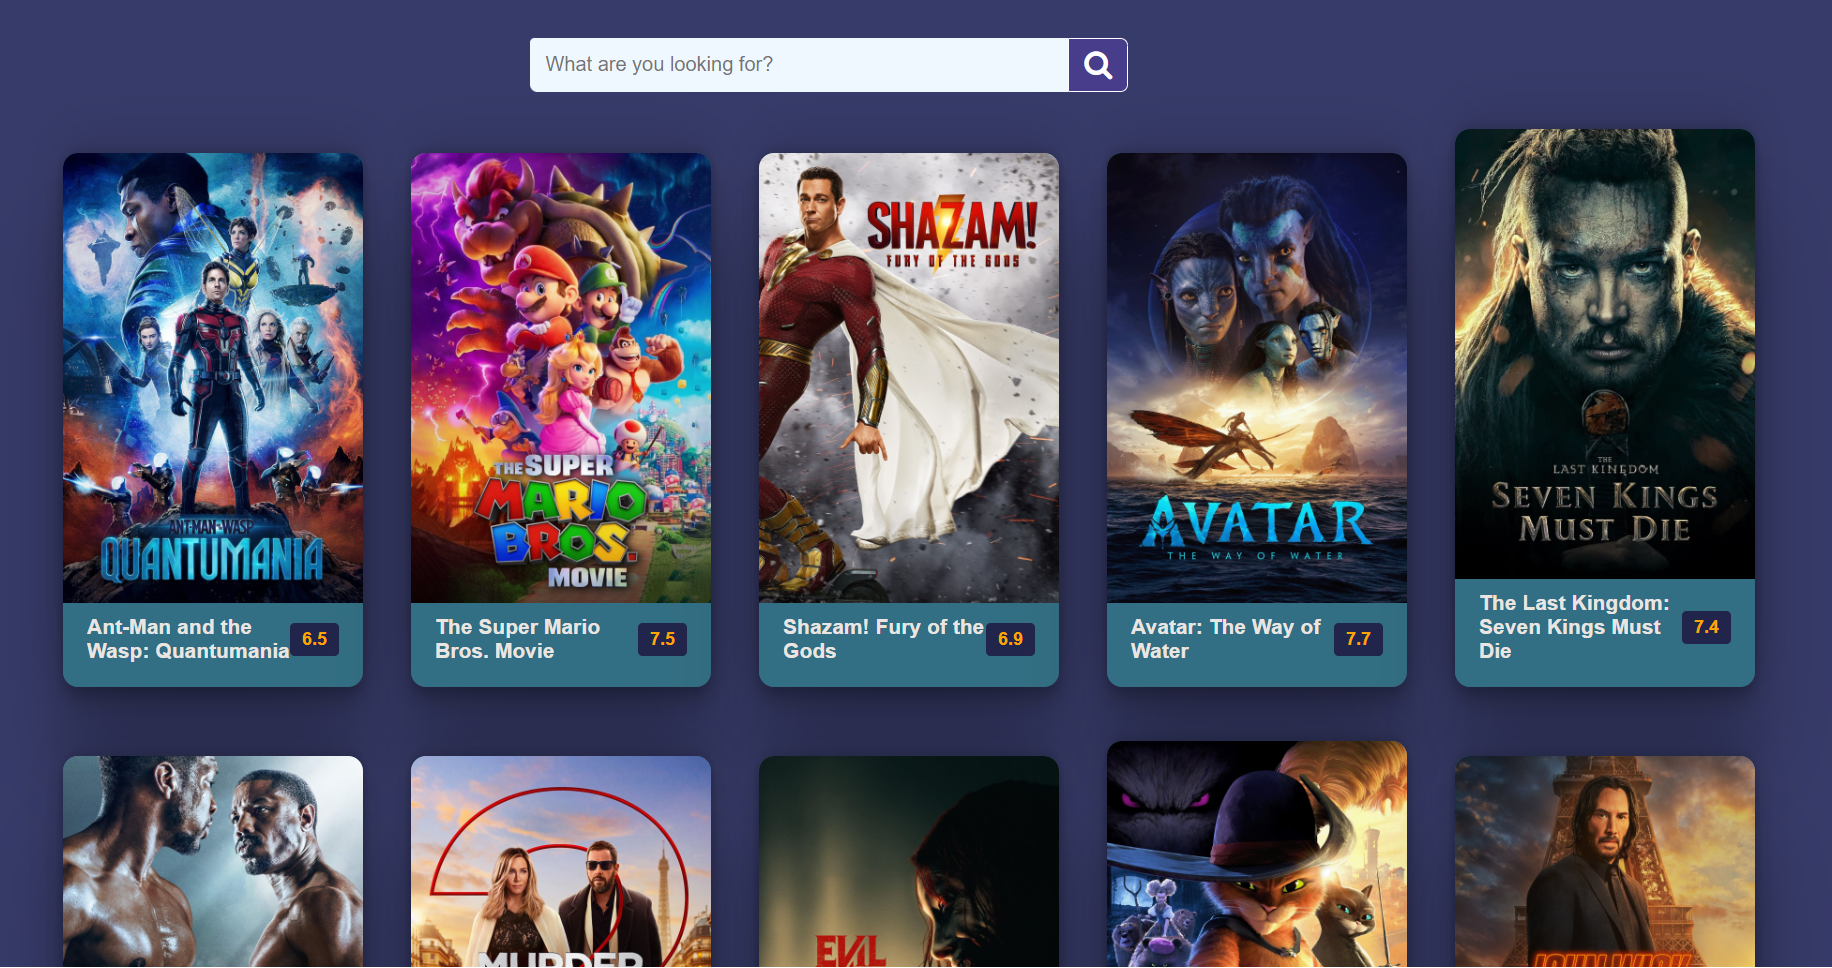 What are you looking for?
SHAZAM!
FURY OF THE GODS
THE
LAST KINGDOM
SEVEN KINGS
MUST DIE
THE SUPER
MARIO
BROS.
MOVIE
ANT-MAN AND WASP
QUANTUMANIA
AVATAR
THE WAY OF WATER
Ant-Man and the
Wasp: Quantumania
6.5
The Super Mario
Bros. Movie
7.5
Shazam! Fury of the
Gods
6.9
Avatar: The Way of
Water
7.7
The Last Kingdom:
Seven Kings Must
Die
7.4
MURDER
EVIL
JOHN WICK